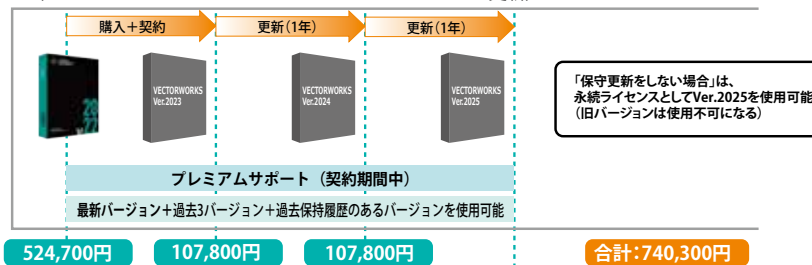 購入＋契約
更新（1年）
更新（1年）
VECTORWORKS
Ver.2023
VECTORWORKS
Ver.2024
VECTORWORKS
Ver.2025
「保守更新をしない場合」は、
永続ライセンスとしてVer.2025を使用可能
（旧バージョンは使用不可になる）
プレミアムサポート（契約期間中）
最新バージョン＋過去3バージョン＋過去保持履歴のあるバージョンを使用可能
524,700円
107,800円
107,800円
合計：740,300円